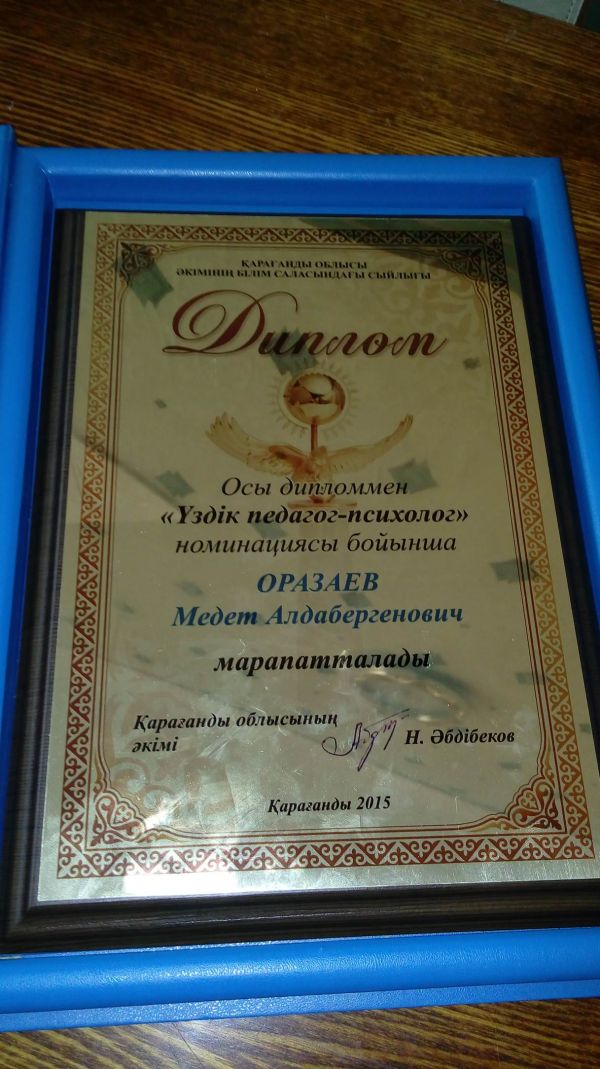 ҚАРАҒАНДЫ ОБЛЫСЫ
ӘКІМІНІҢ БІЛІМ САЛАСЫНДАҒЫ СЫЙЛЫҒЫ
Диплом
Осы дипломмен
«Үздік педагог-психолог»
номинациясы бойынша
ОРАЗАЕВ
Медет Алдабергенович
марапатталады
Қарағанды облысының
әкімі
Н. Әбдібеков
Қарағанды 2015